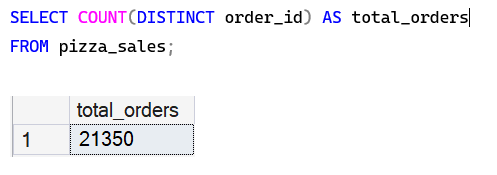 SELECT COUNT(DISTINCT order_id) AS total_orders
FROM pizza_sales;
total_orders
1 21350